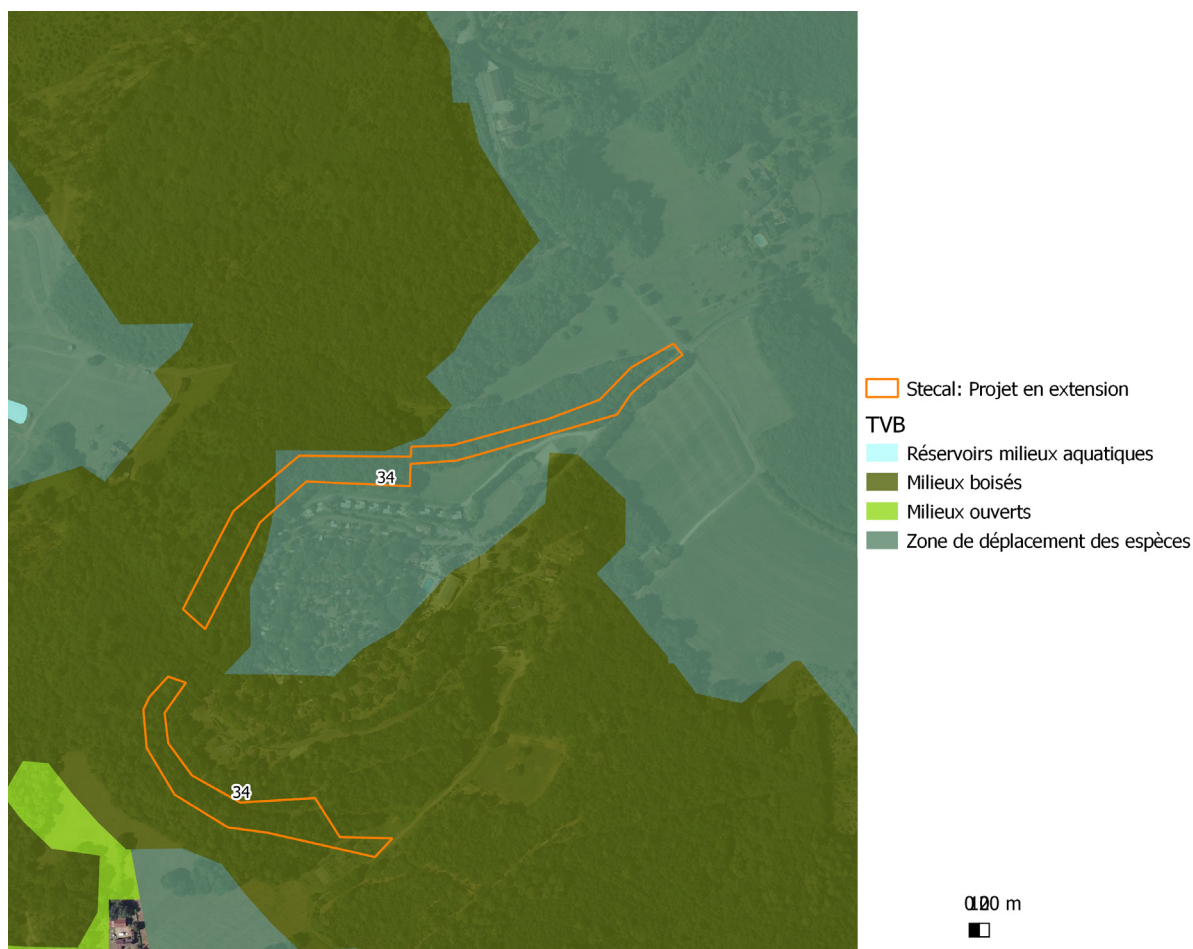 34
34
Stecal: Projet en extension
TVB
Réservoirs milieux aquatiques
Milieux boisés
Milieux ouverts
Zone de déplacement des espèces